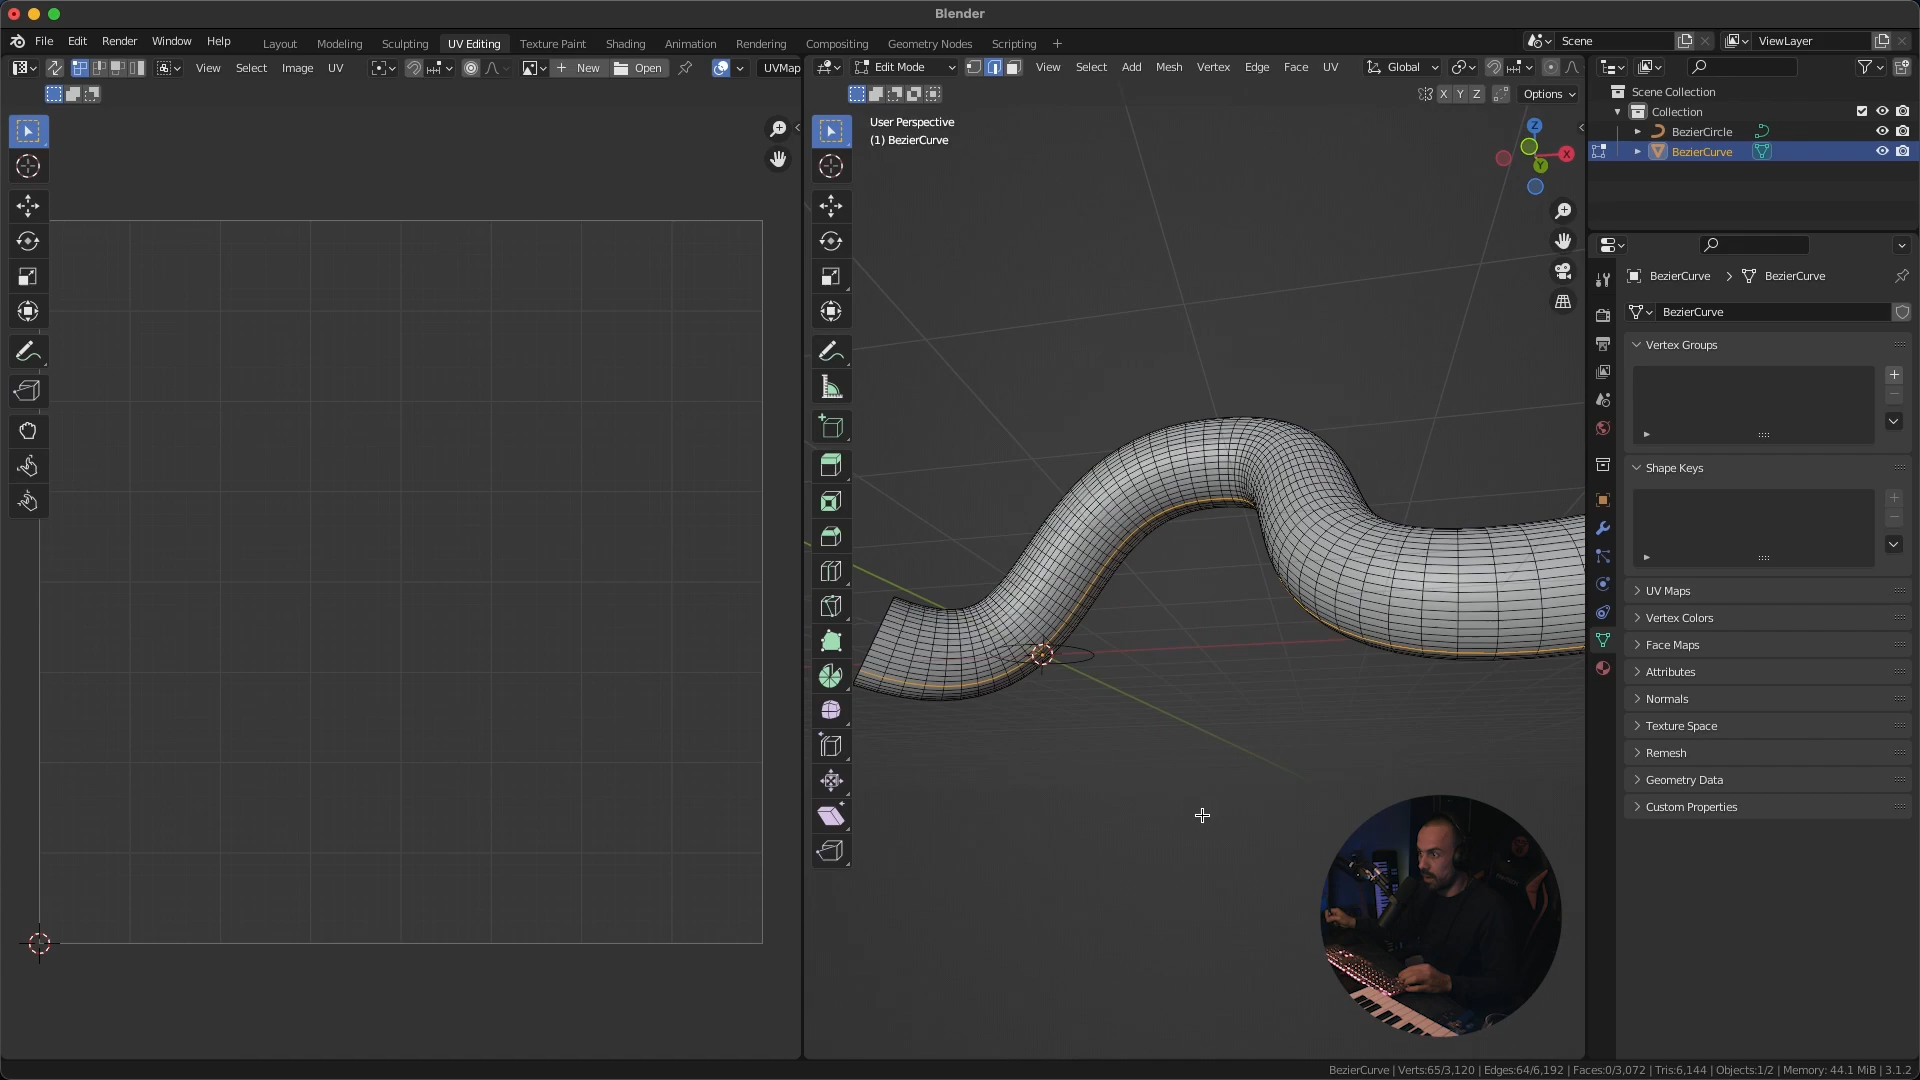 Blender
File Edit Render Window Help
Layout Modeling Sculpting UV Editing Texture Paint Shading Animation Rendering Compositing Geometry Nodes Scripting +
Scene
ViewLayer
View Select Image UV
New
Open
UVMap
Edit Mode
View Select Add Mesh Vertex Edge Face UV
Global
X Y Z
Options
User Perspective
(1) BezierCurve
Z
X
Y
Scene Collection
Collection
BezierCircle
BezierCurve
BezierCurve > BezierCurve
BezierCurve
Vertex Groups
Shape Keys
UV Maps
Vertex Colors
Face Maps
Attributes
Normals
Texture Space
Remesh
Geometry Data
Custom Properties
BezierCurve | Verts:65/3,120 | Edges:64/6,192 | Faces:0/3,072 | Tris:6,144 | Objects:1/2 | Memory: 44.1 MiB | 3.1.2